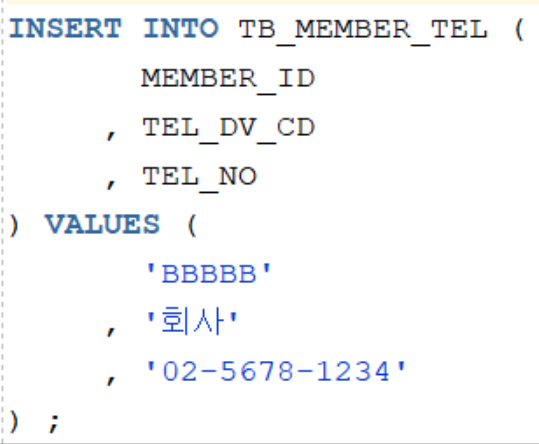 INSERT INTO TB_MEMBER_TEL (
MEMBER_ID
, TEL_DV_CD
, TEL_NO
) VALUES (
'BBBBB'
, '회사'
, '02-5678-1234'
) ;